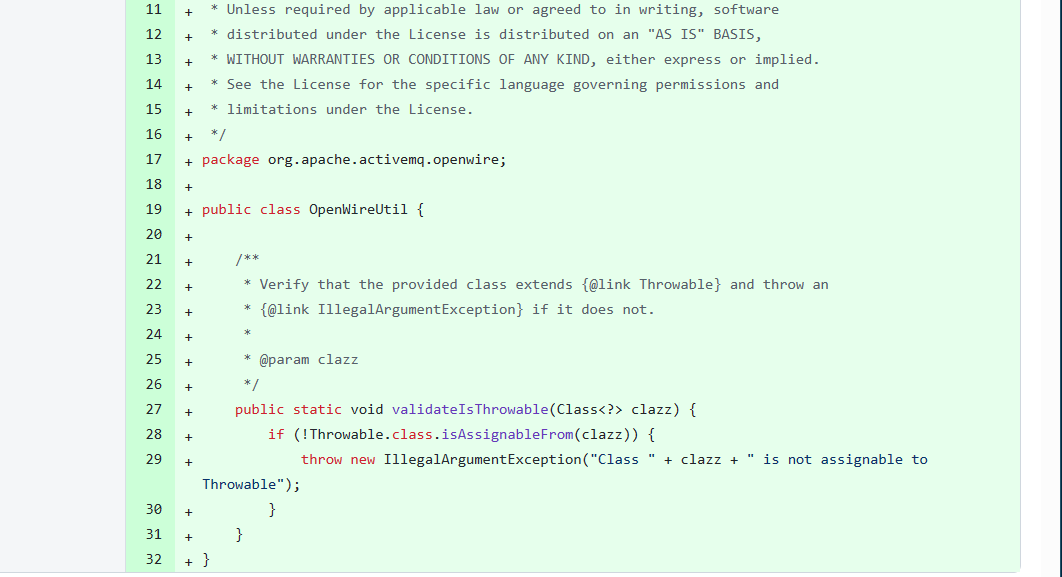 11 + * Unless required by applicable law or agreed to in writing, software
12 + * distributed under the License is distributed on an "AS IS" BASIS,
13 + * WITHOUT WARRANTIES OR CONDITIONS OF ANY KIND, either express or implied.
14 + * See the License for the specific language governing permissions and
15 + * limitations under the License.
16 + */
17 + package org.apache.activemq.openwire;
18 +
19 + public class OpenWireUtil {
20 +
21 +     /**
22 +      * Verify that the provided class extends {@link Throwable} and throw an
23 +      * {@link IllegalArgumentException} if it does not.
24 +      *
25 +      * @param clazz
26 +      */
27 +     public static void validateIsThrowable(Class<?> clazz) {
28 +         if (!Throwable.class.isAssignableFrom(clazz)) {
29 +             throw new IllegalArgumentException("Class " + clazz + " is not assignable to
Throwable");
30 +         }
31 +     }
32 + }